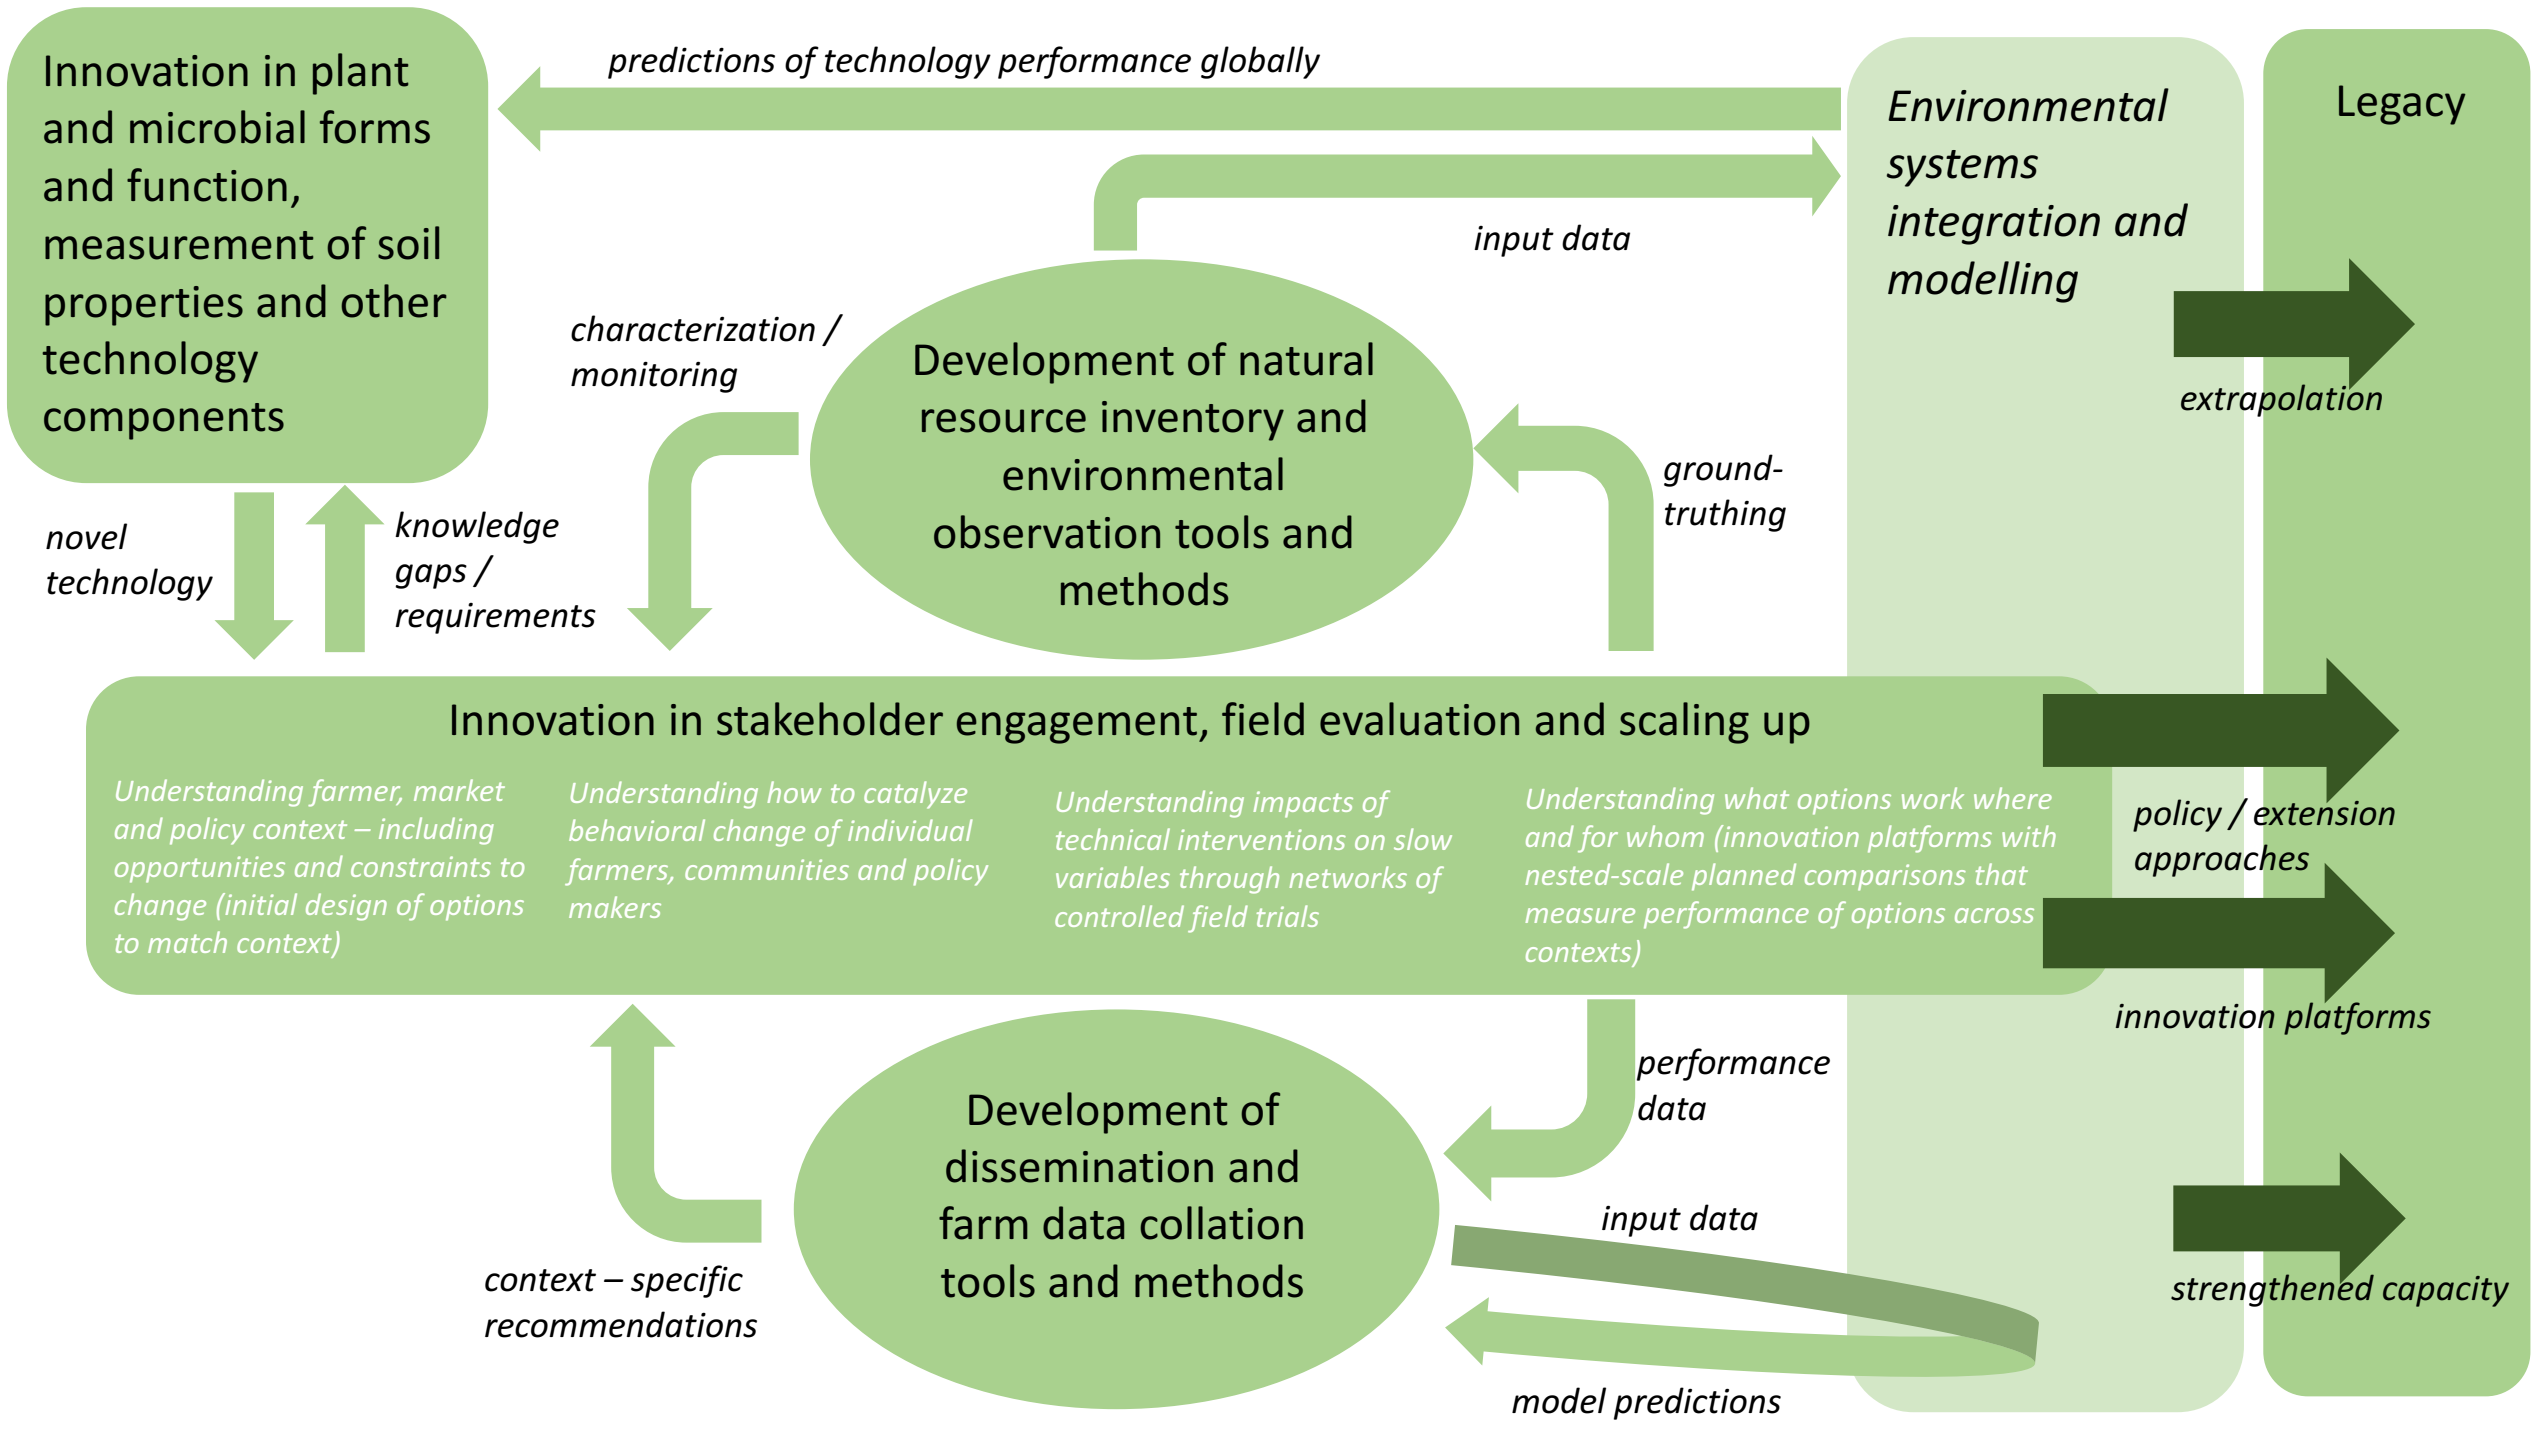 Innovation in plant
and microbial forms
and function,
measurement of soil
properties and other
technology
components
predictions of technology performance globally
Environmental
systems
integration and
modelling
Legacy
input data
characterization /
monitoring
Development of natural
resource inventory and
environmental
observation tools and
methods
ground-
truthing
extrapolation
novel
technology
knowledge
gaps /
requirements
Innovation in stakeholder engagement, field evaluation and scaling up
Understanding farmer, market
and policy context – including
opportunities and constraints to
change (initial design of options
to match context)
Understanding how to catalyze
behavioral change of individual
farmers, communities and policy
makers
Understanding impacts of
technical interventions on slow
variables through networks of
controlled field trials
Understanding what options work where
and for whom (innovation platforms with
nested-scale planned comparisons that
measure performance of options across
contexts)
policy / extension
approaches
innovation platforms
performance
data
Development of
dissemination and
farm data collation
tools and methods
input data
context – specific
recommendations
strengthened capacity
model predictions